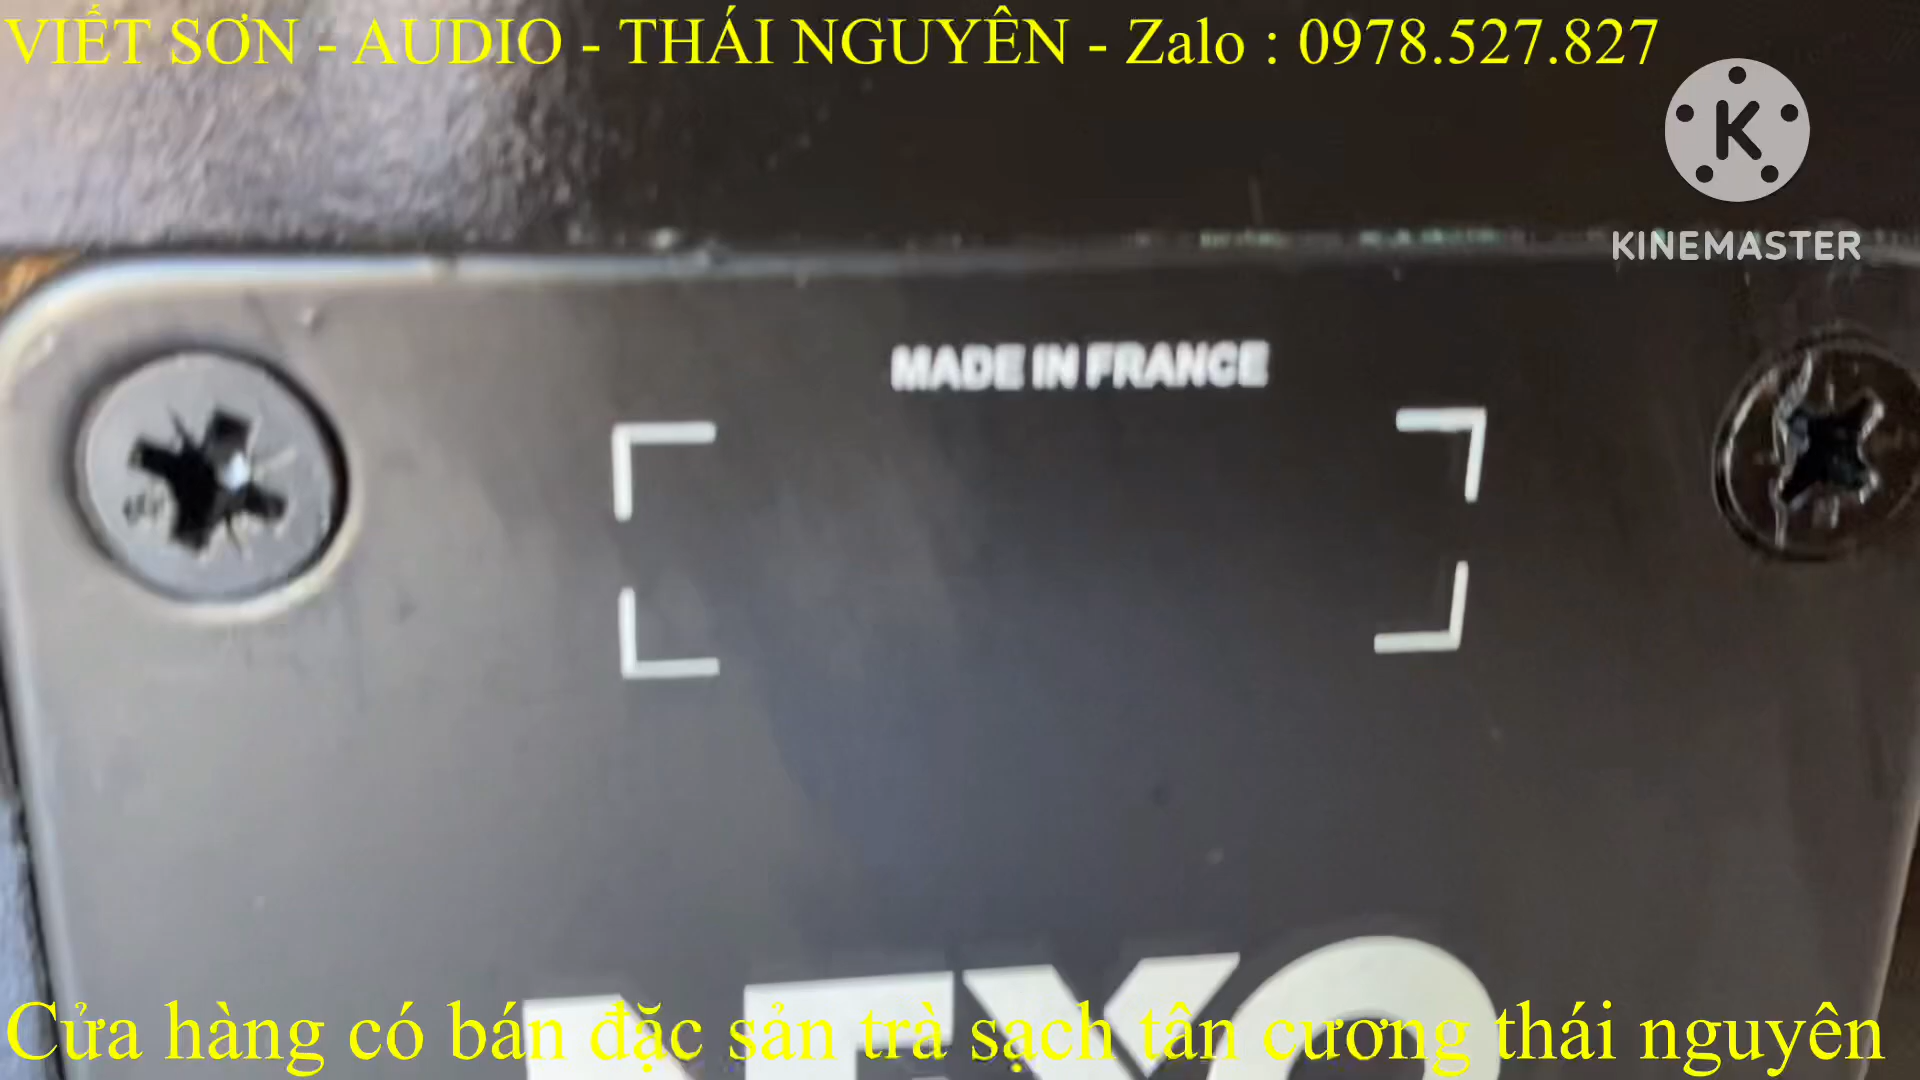 VIẾT SƠN - AUDIO - THÁI NGUYÊN - Zalo : 0978.527.827
K
KINEMASTER
MADE IN FRANCE
NEXO
Cửa hàng có bán đặc sản trà sạch tân cương thái nguyên